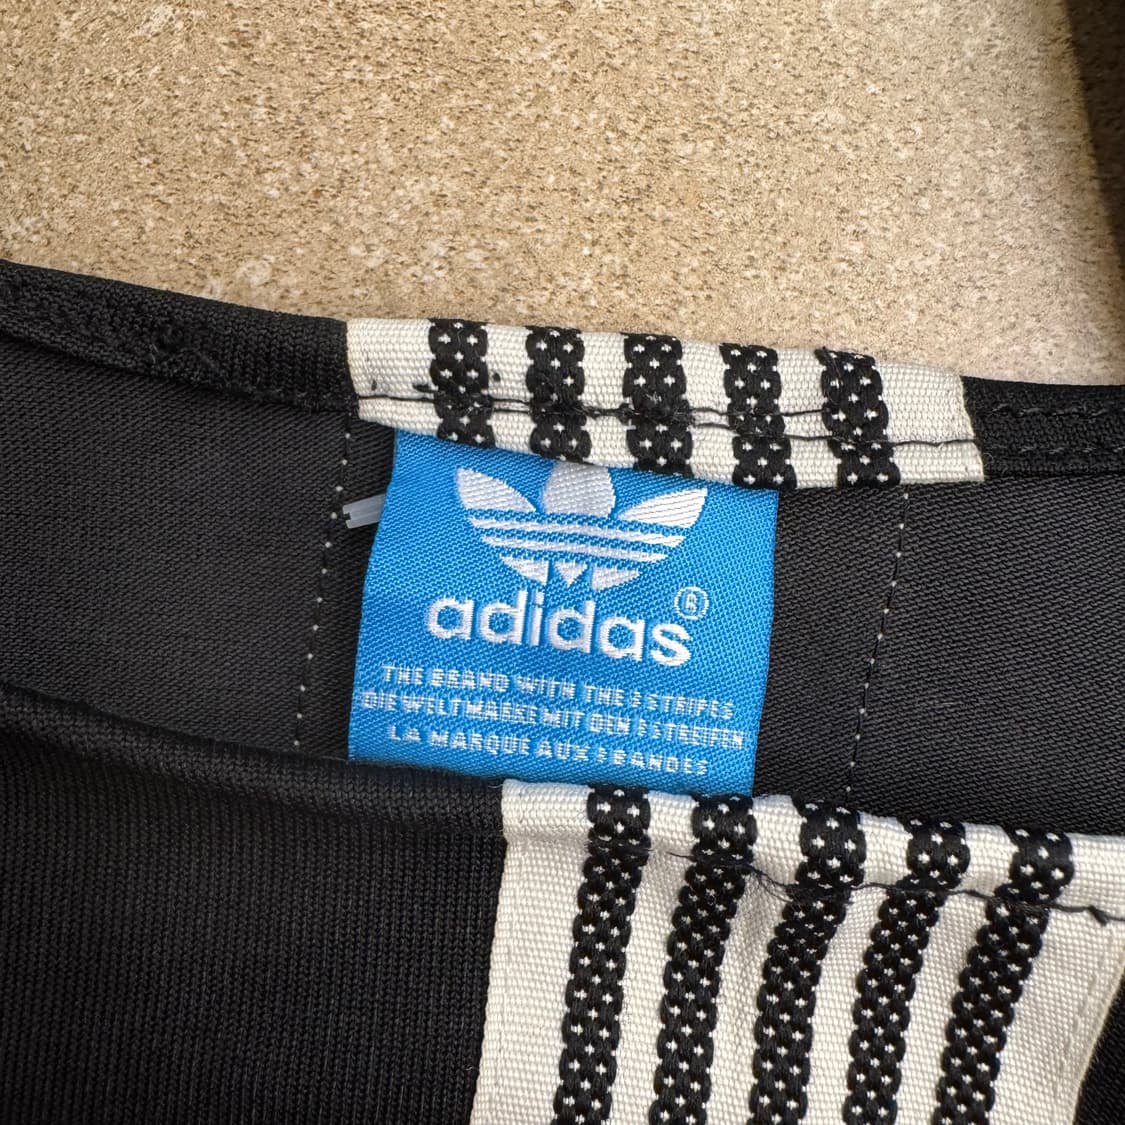 adidas®
THE BRAND WITH THE 3 STRIPES
DIE WELTMARKE MIT DEN 3 STREIFEN
LA MARQUE AUX 3 BANDES